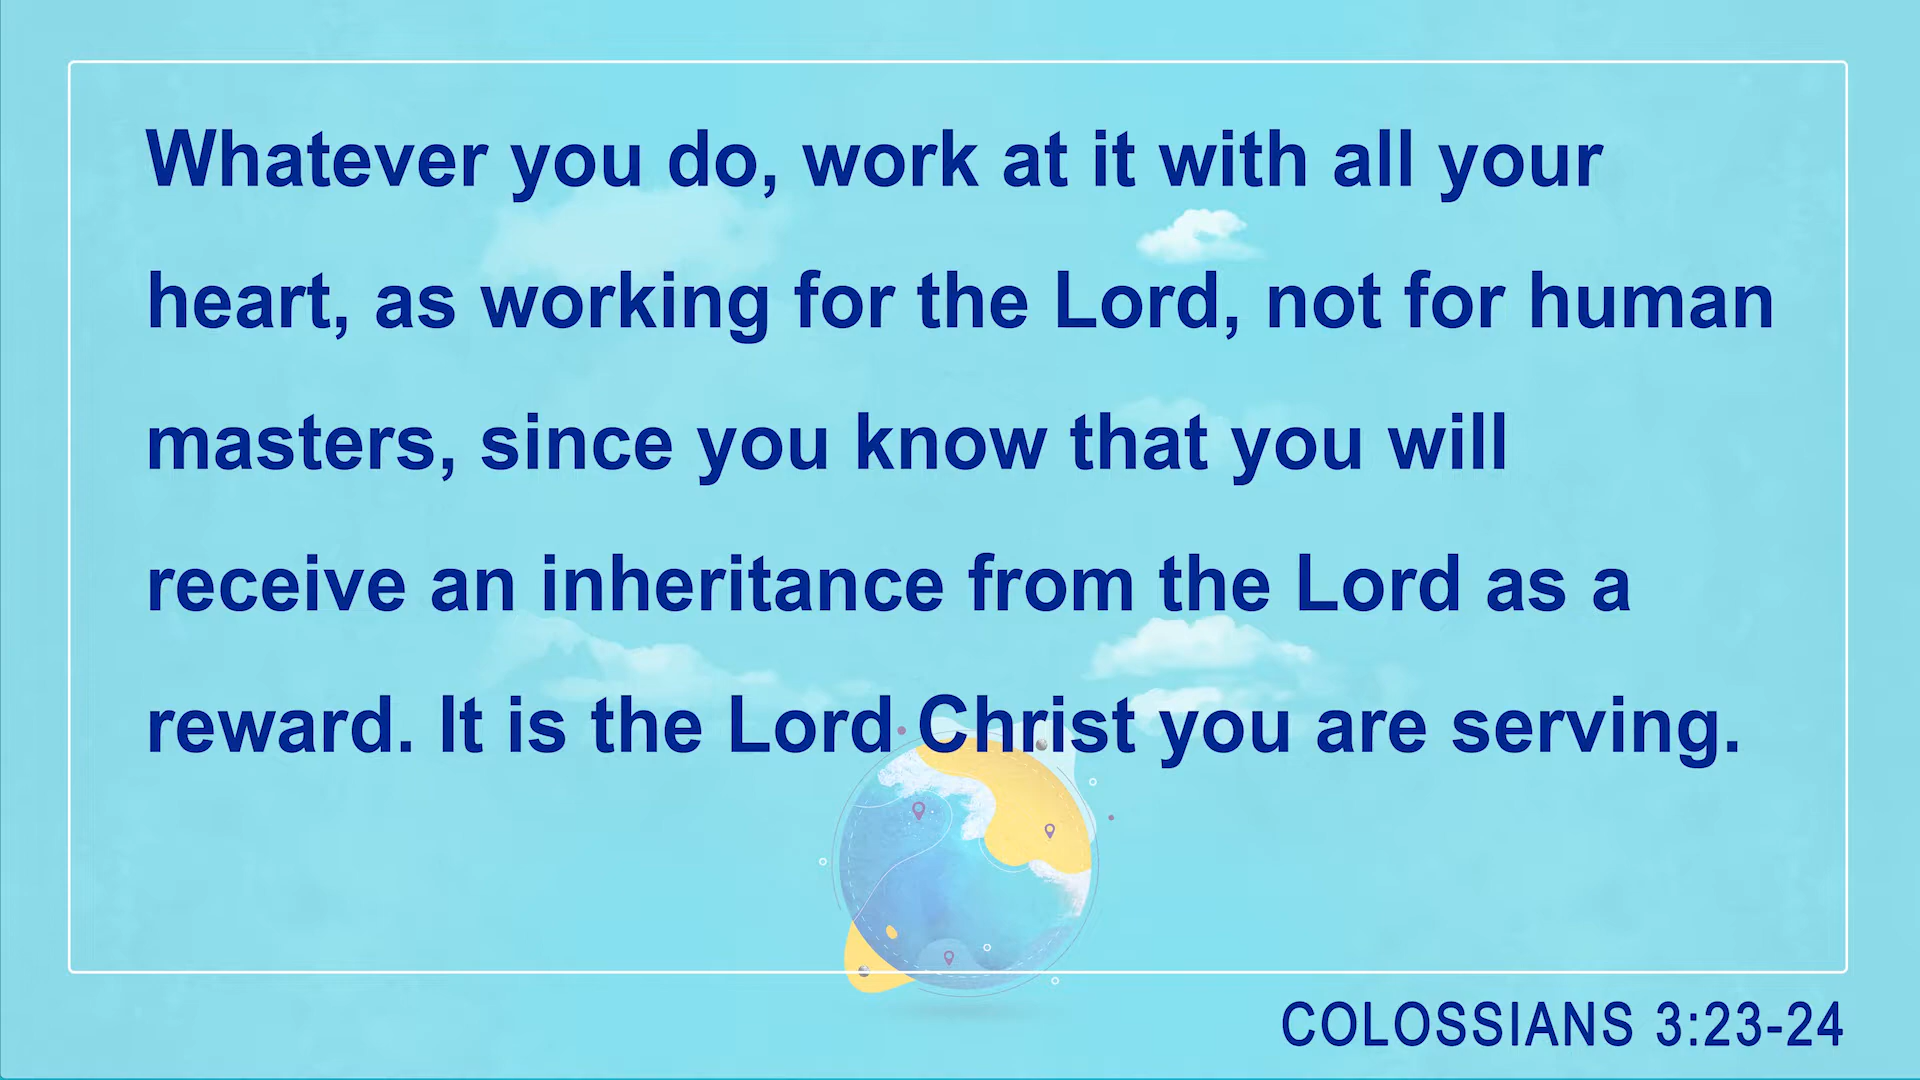 Whatever you do, work at it with all your
heart, as working for the Lord, not for human
masters, since you know that you will
receive an inheritance from the Lord as a
reward. It is the Lord Christ you are serving.
COLOSSIANS 3:23-24